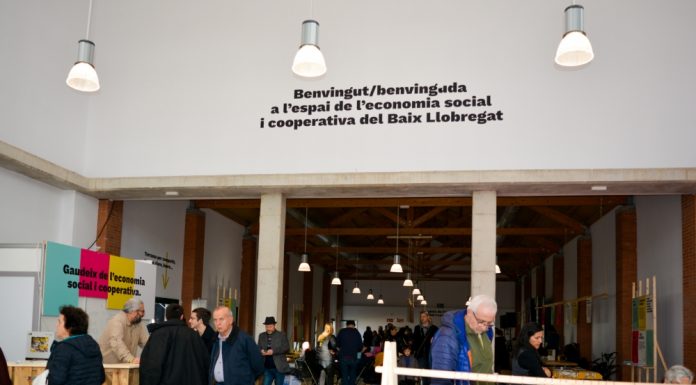 Benvingut/benvinguda
a l'espai de l'economia social
i cooperativa del Baix Llobregat
Gaudeix de l'economia
social i cooperativa.